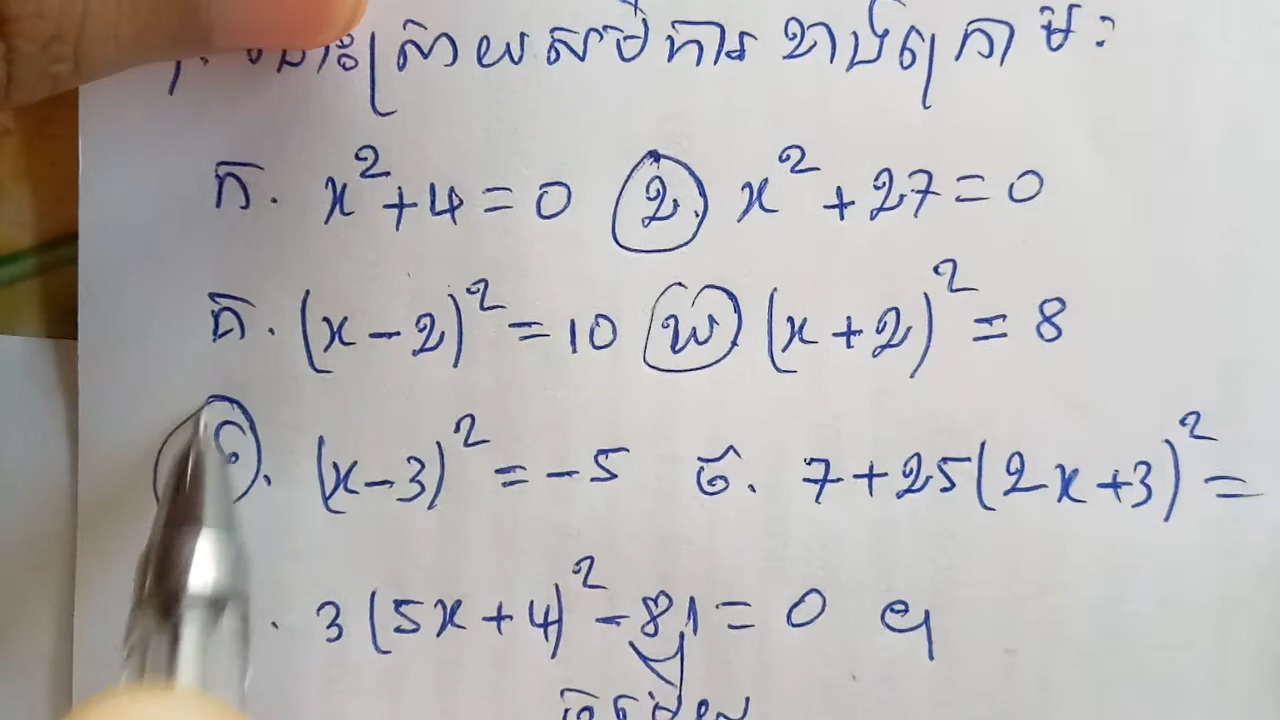 ដោះស្រាយសមីការខាងក្រោម៖
ក. x²+4=0 ខ. x²+27=0
គ. (x-2)²=10 ឃ (x+2)²=8
ង. (x-3)²=-5 ច. 7+25(2x+3)²=
. 3(5x+4)²-81=0 ។